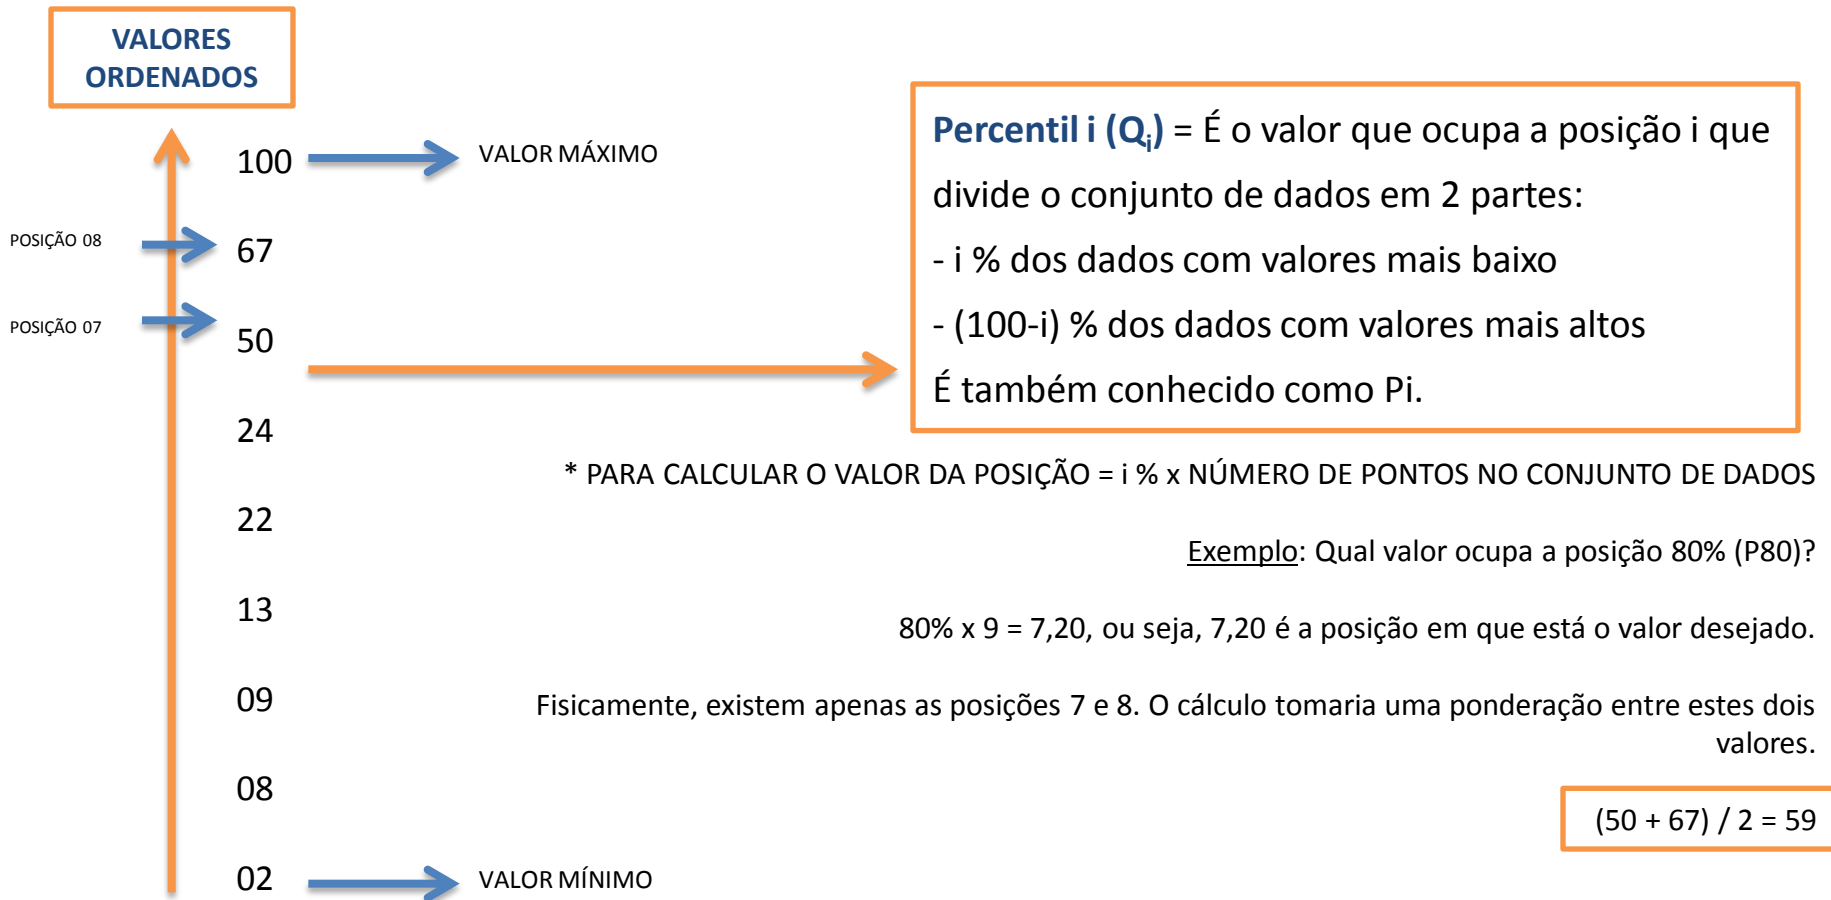 VALORES
ORDENADOS
100
VALOR MÁXIMO
POSIÇÃO 08
67
POSIÇÃO 07
50
24
22
13
09
08
02
VALOR MÍNIMO
Percentil i (Qi) = É o valor que ocupa a posição i que
divide o conjunto de dados em 2 partes:
- i % dos dados com valores mais baixo
- (100-i) % dos dados com valores mais altos
É também conhecido como Pi.
* PARA CALCULAR O VALOR DA POSIÇÃO = i % x NÚMERO DE PONTOS NO CONJUNTO DE DADOS
Exemplo: Qual valor ocupa a posição 80% (P80)?
80% x 9 = 7,20, ou seja, 7,20 é a posição em que está o valor desejado.
Fisicamente, existem apenas as posições 7 e 8. O cálculo tomaria uma ponderação entre estes dois
valores.
(50 + 67) / 2 = 59